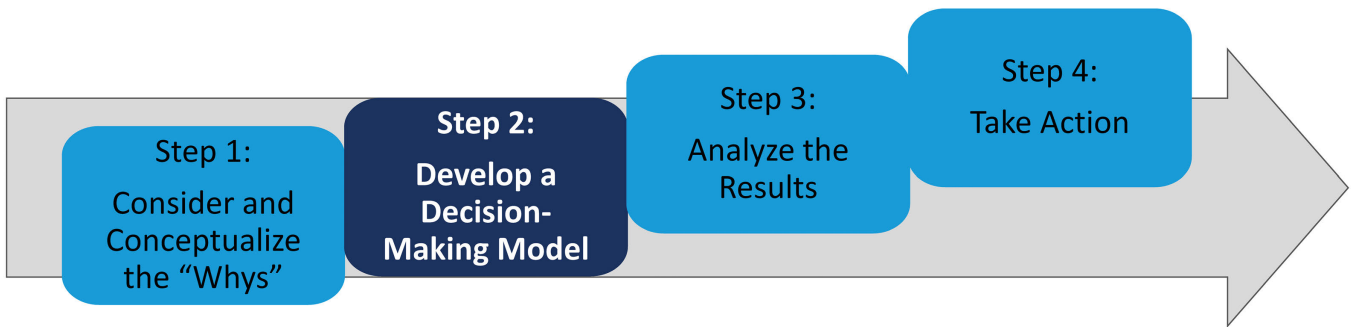 Step 1:
Consider and
Conceptualize
the “Whys”
Step 2:
Develop a
Decision-
Making Model
Step 3:
Analyze the
Results
Step 4:
Take Action